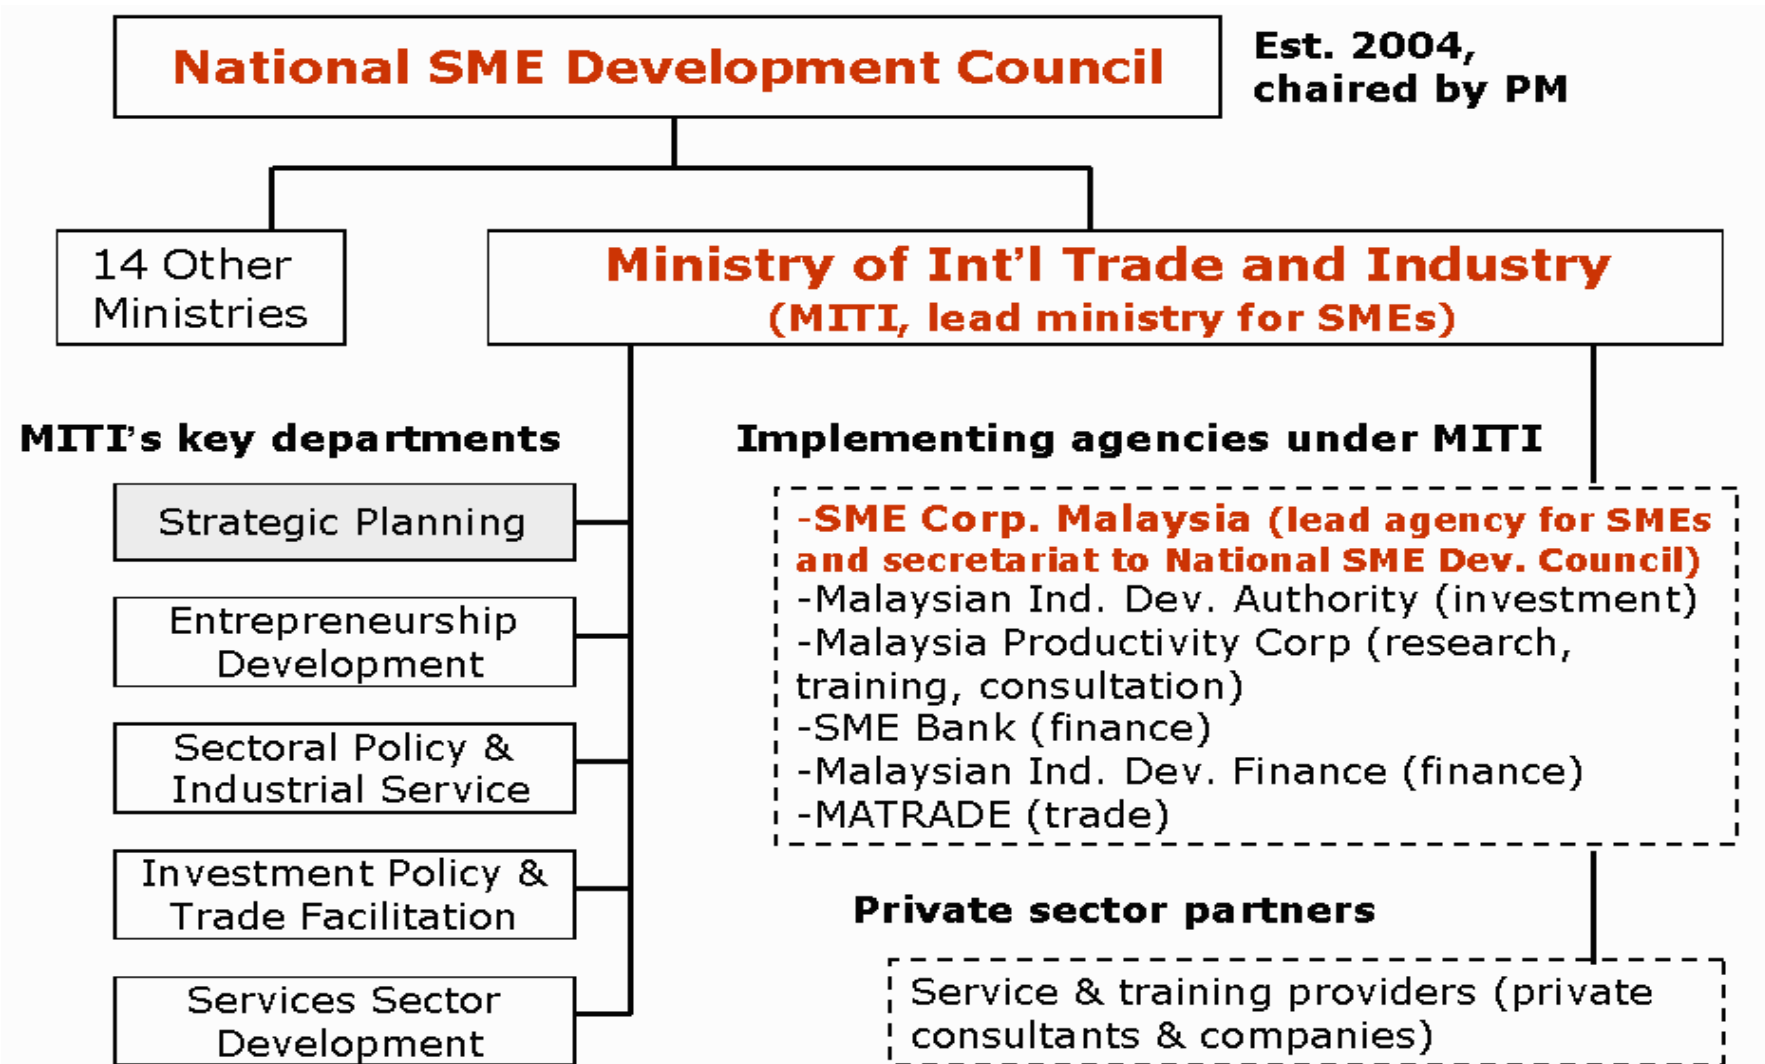 National SME Development Council
Est. 2004,
chaired by PM
14 Other
Ministries
Ministry of Int’l Trade and Industry
(MITI, lead ministry for SMEs)
MITI’s key departments
Strategic Planning
Entrepreneurship
Development
Sectoral Policy &
Industrial Service
Investment Policy &
Trade Facilitation
Services Sector
Development
Implementing agencies under MITI
-SME Corp. Malaysia (lead agency for SMEs
and secretariat to National SME Dev. Council)
-Malaysian Ind. Dev. Authority (investment)
-Malaysia Productivity Corp (research,
training, consultation)
-SME Bank (finance)
-Malaysian Ind. Dev. Finance (finance)
-MATRADE (trade)
Private sector partners
Service & training providers (private
consultants & companies)